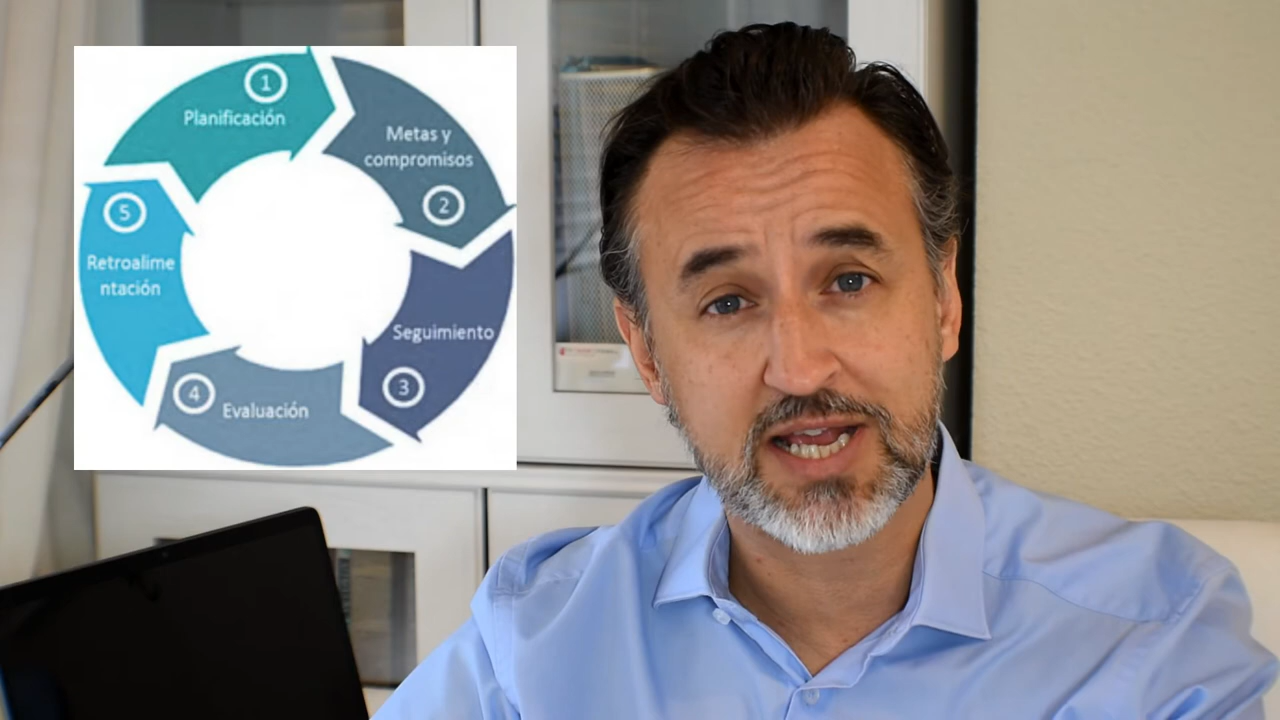 1
Planificación
Metas y
compromisos
2
Seguimiento
3
4
Evaluación
5
Retroalime
ntación